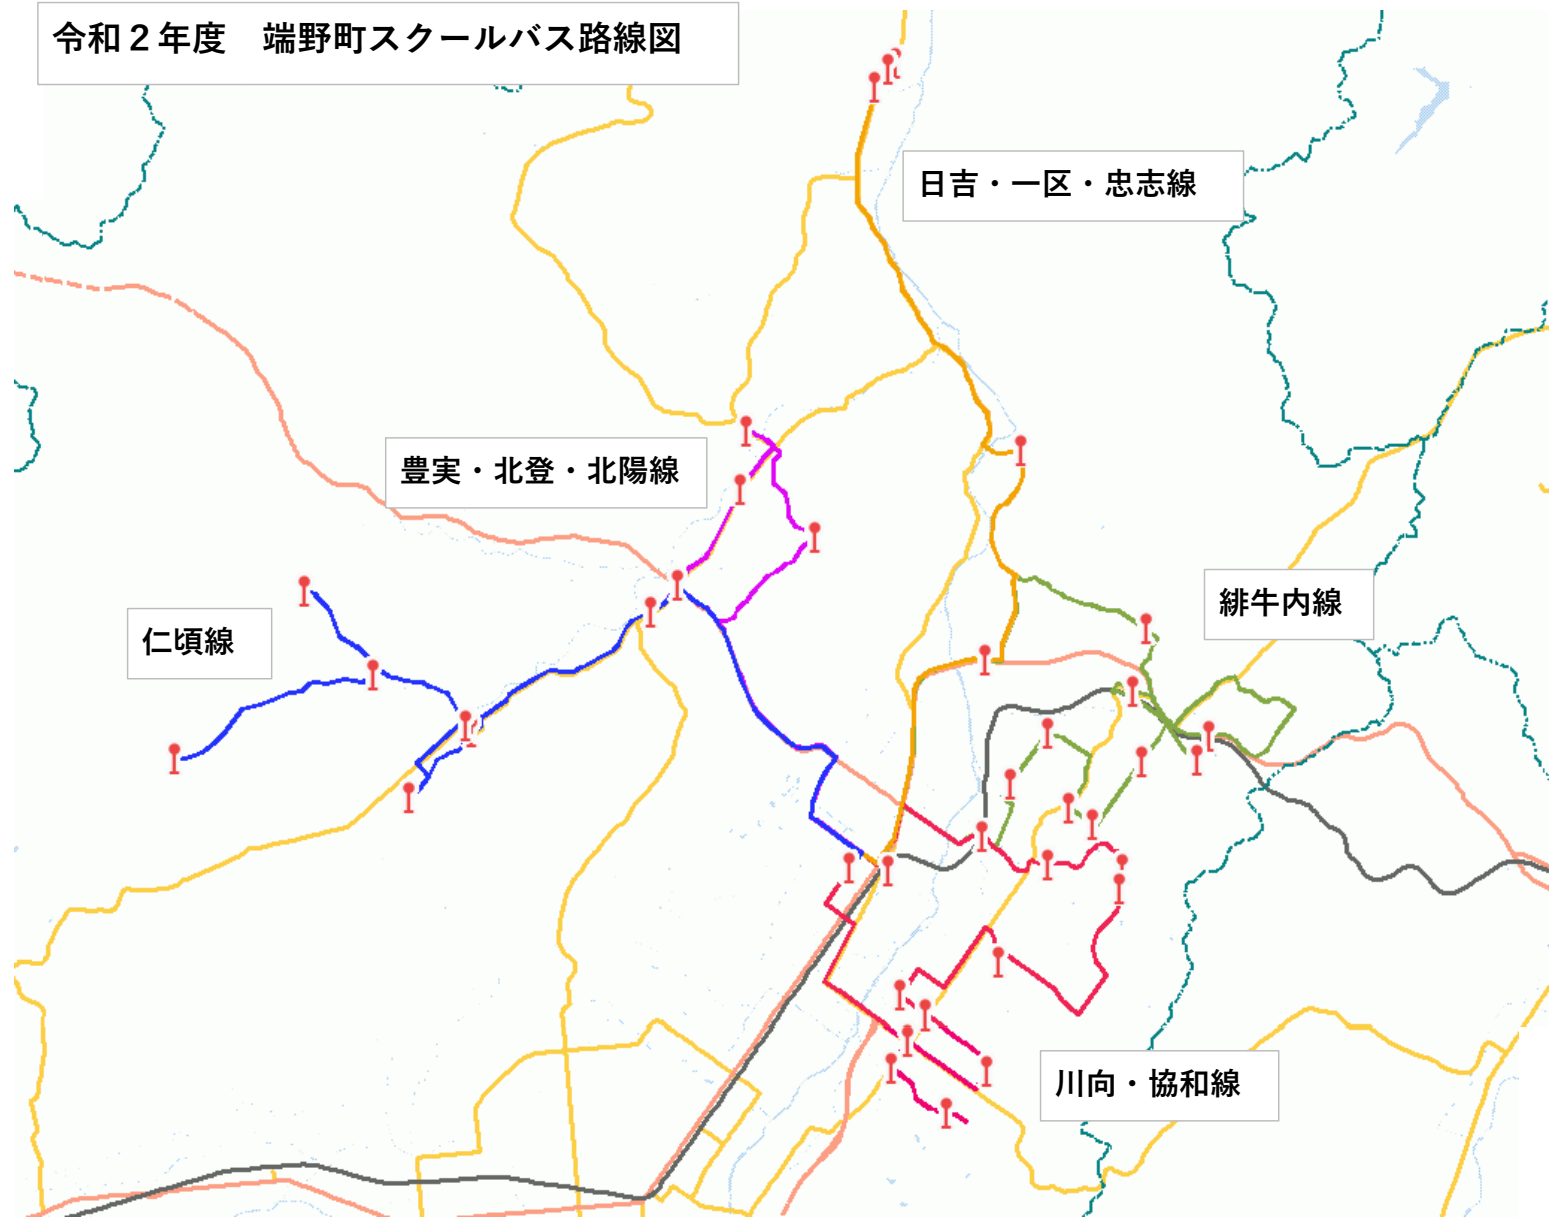 令和２年度　端野町スクールバス路線図
日吉・一区・忠志線
豊実・北登・北陽線
緋牛内線
仁頃線
川向・協和線